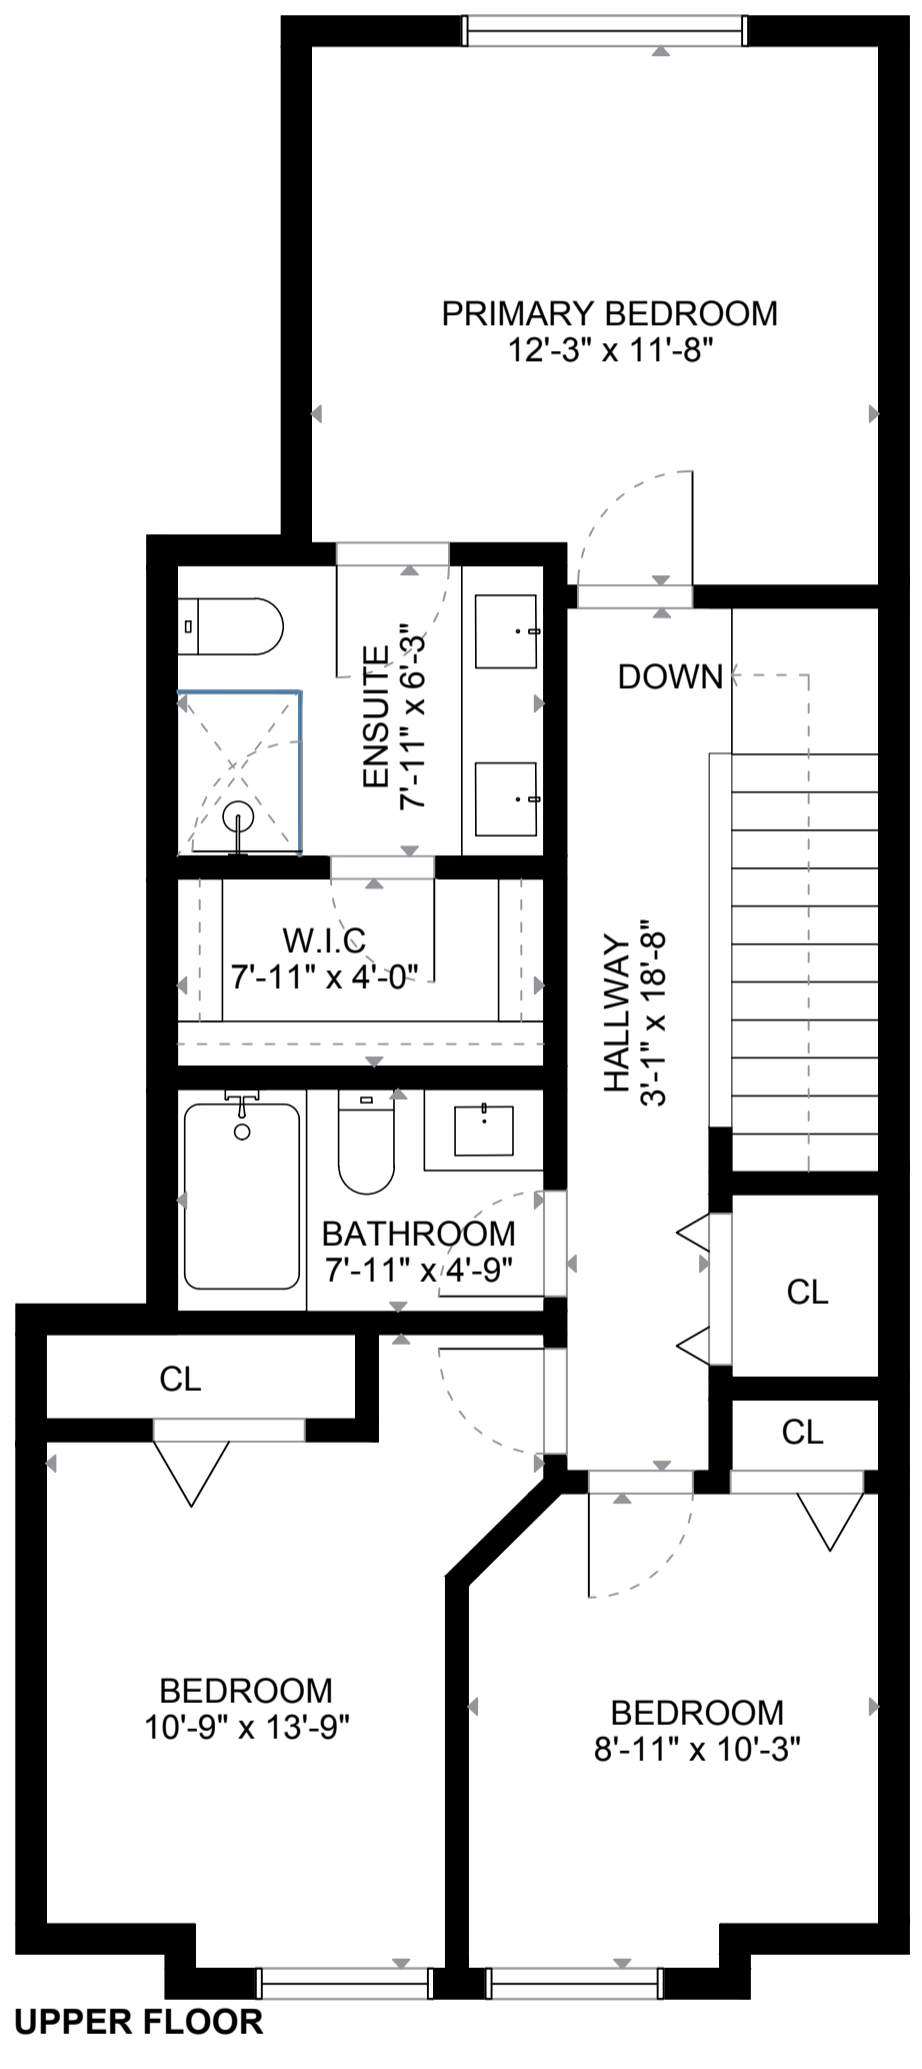 PRIMARY BEDROOM
12'-3" x 11'-8"
ENSUITE
7'-11" x 6'-3"
DOWN
W.I.C
7'-11" x 4'-0"
HALLWAY
3'-1" x 18'-8"
BATHROOM
7'-11" x 4'-9"
CL
CL
CL
BEDROOM
10'-9" x 13'-9"
BEDROOM
8'-11" x 10'-3"
UPPER FLOOR